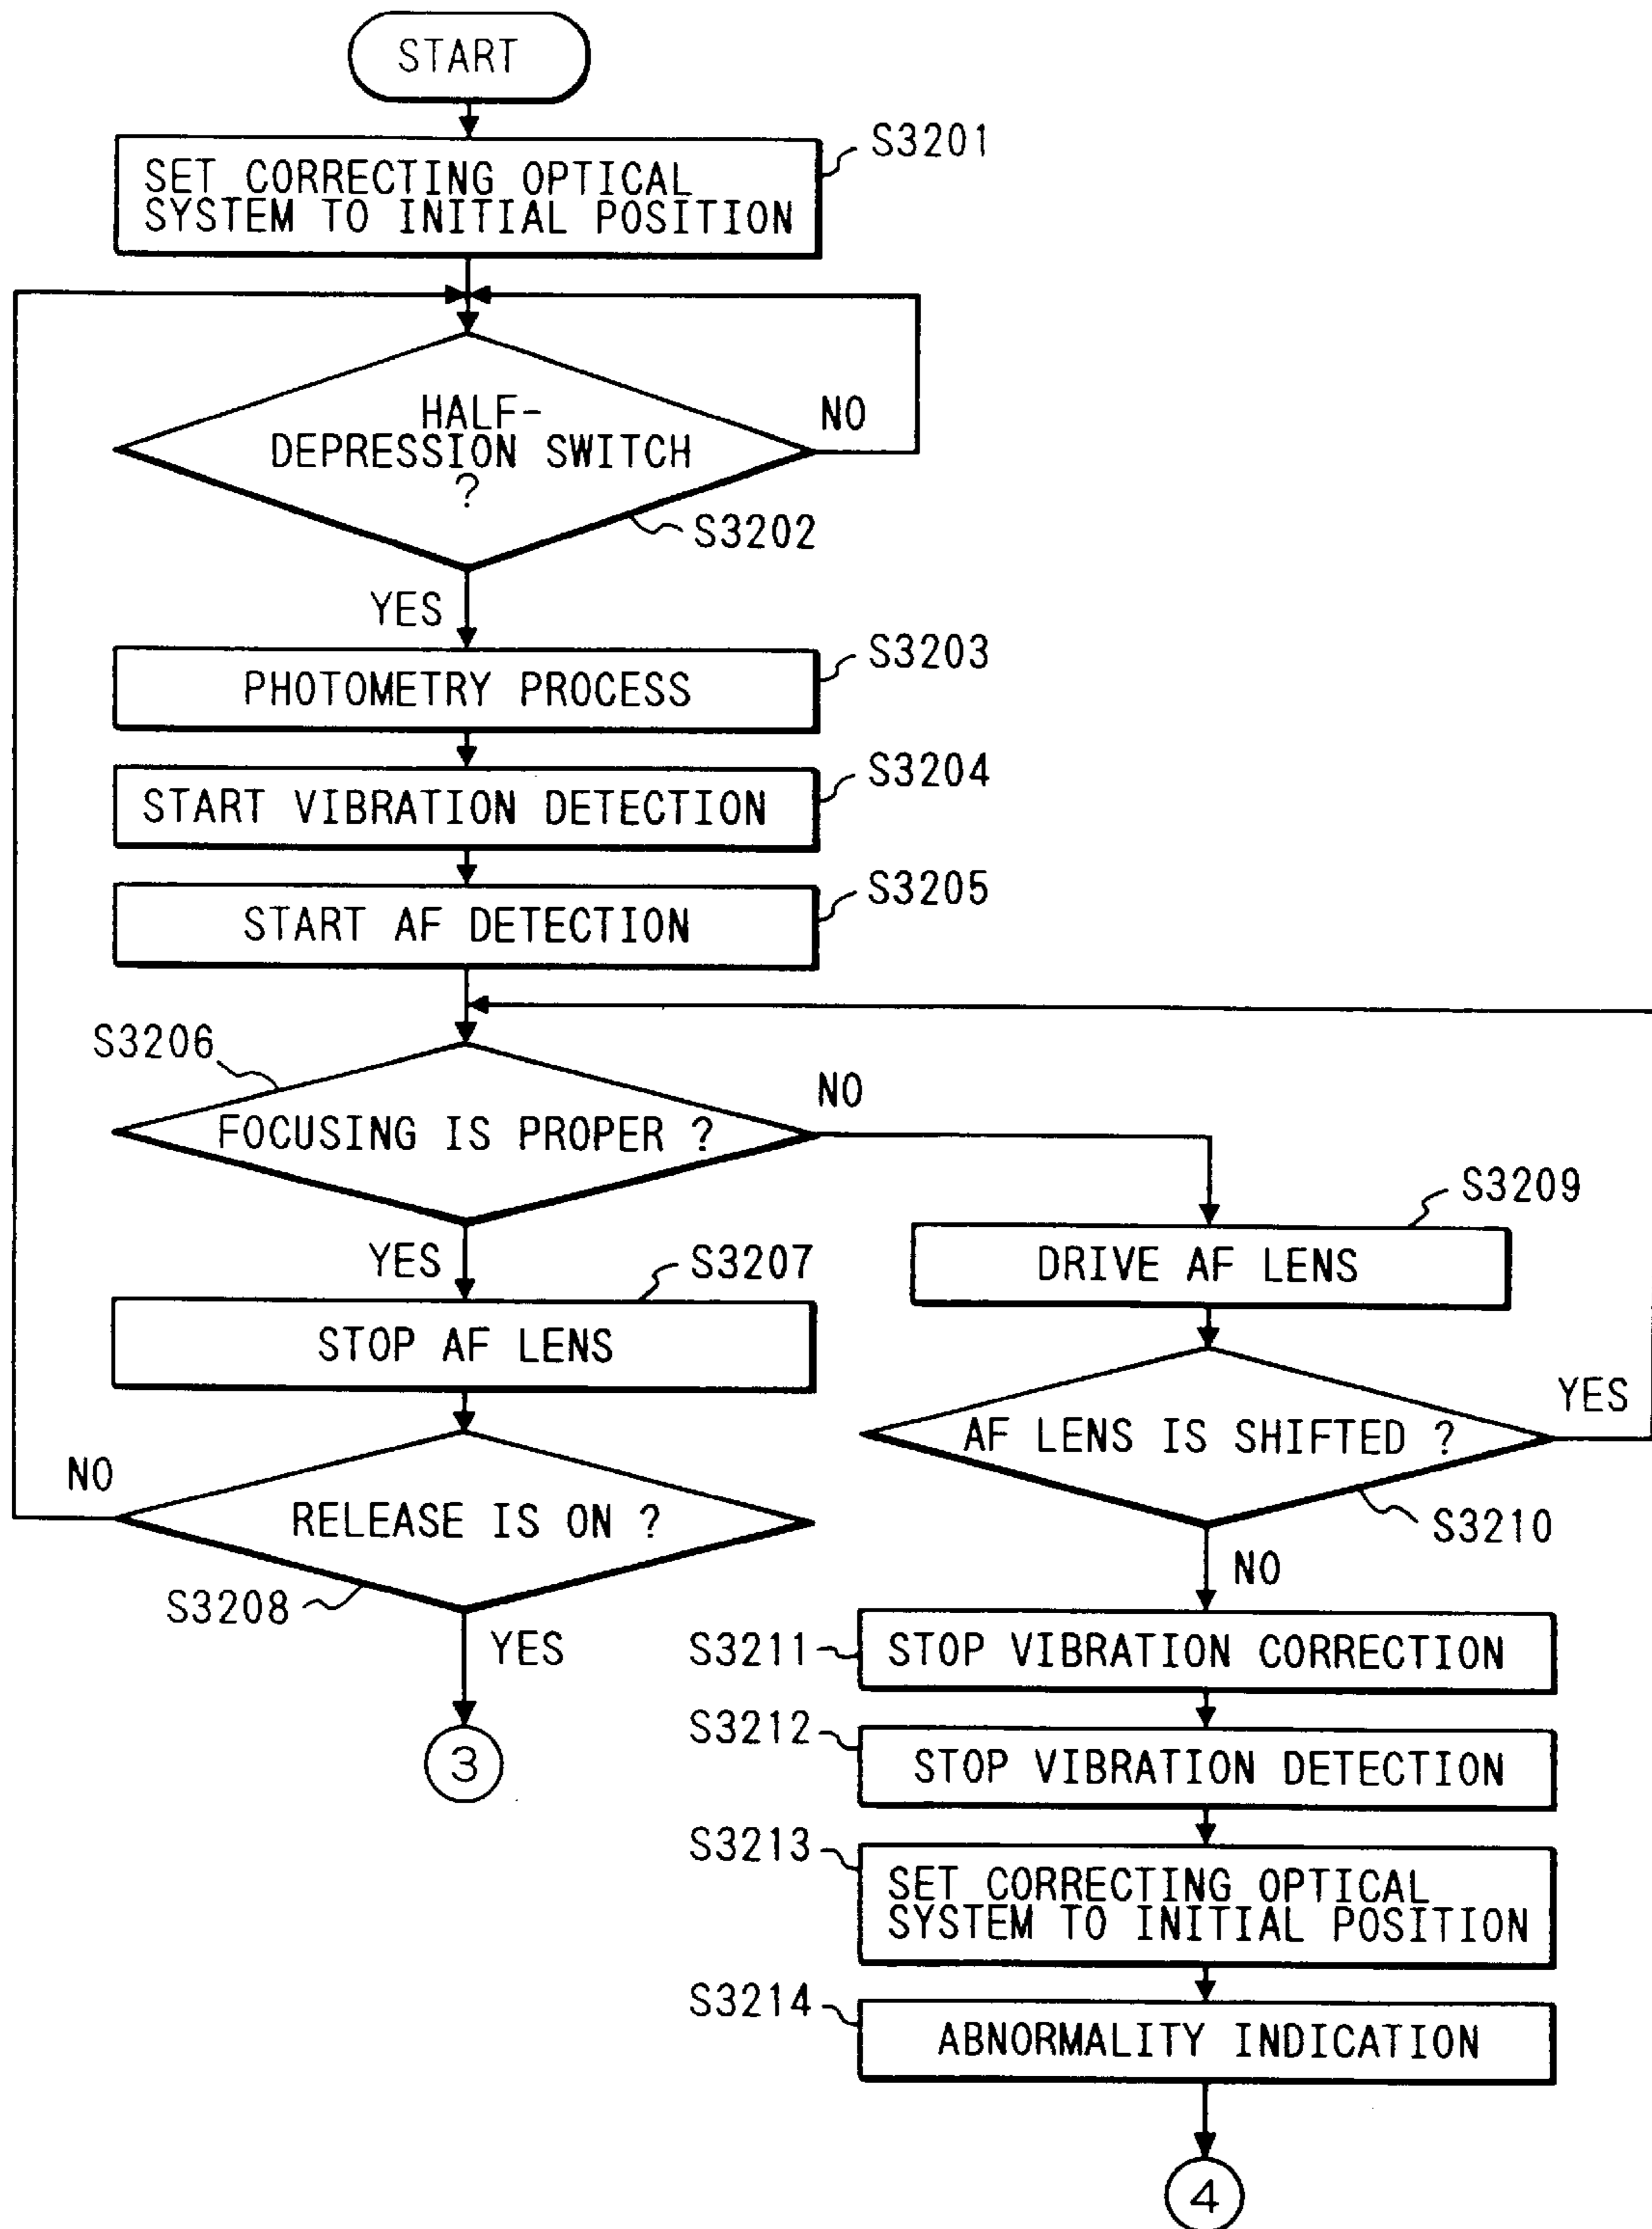 START
S3201
SET CORRECTING OPTICAL
SYSTEM TO INITIAL POSITION
HALF-
DEPRESSION SWITCH
?
NO
S3202
YES
S3203
PHOTOMETRY PROCESS
S3204
START VIBRATION DETECTION
S3205
START AF DETECTION
S3206
FOCUSING IS PROPER ?
NO
YES
S3207
STOP AF LENS
NO
RELEASE IS ON ?
S3208
YES
3
S3209
DRIVE AF LENS
AF LENS IS SHIFTED ?
YES
S3210
NO
S3211
STOP VIBRATION CORRECTION
S3212
STOP VIBRATION DETECTION
S3213
SET CORRECTING OPTICAL
SYSTEM TO INITIAL POSITION
S3214
ABNORMALITY INDICATION
4